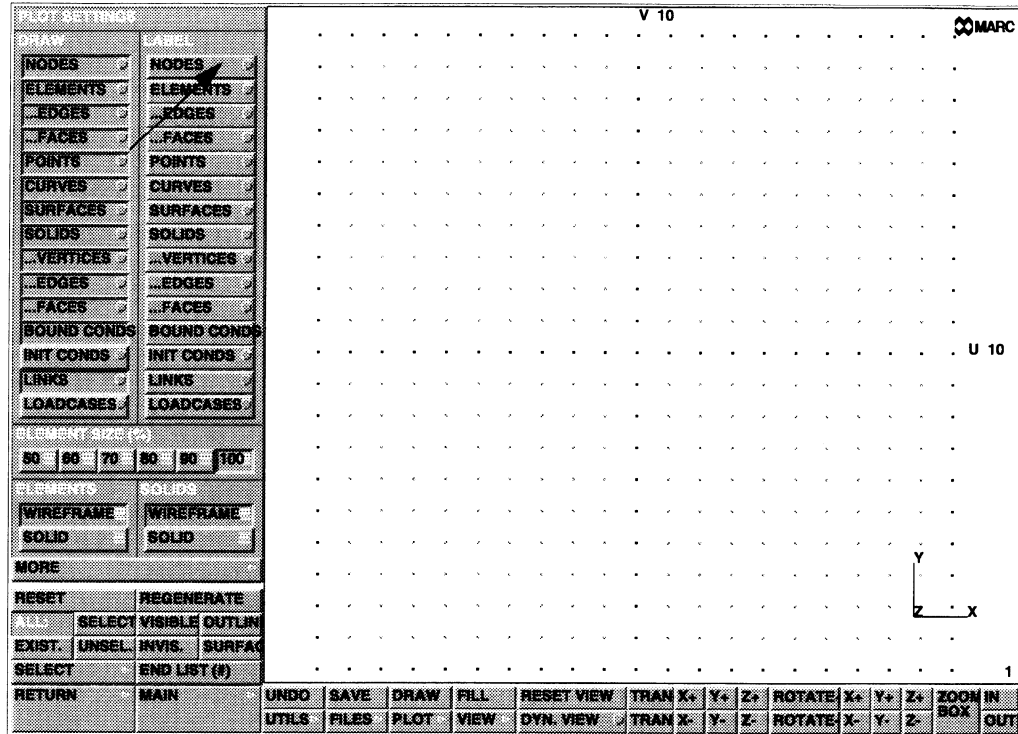 PLOT SETTINGS
DRAW LABEL
NODES NODES
ELEMENTS ELEMENTS
...EDGES ...EDGES
...FACES ...FACES
POINTS POINTS
CURVES CURVES
SURFACES SURFACES
SOLIDS SOLIDS
...VERTICES ...VERTICES
...EDGES ...EDGES
...FACES ...FACES
BOUND CONDS BOUND CONDS
INIT CONDS INIT CONDS
LINKS LINKS
LOADCASES LOADCASES
ELEMENT SIZE (%)
50 60 70 80 90 100
ELEMENTS SOLIDS
WIREFRAME WIREFRAME
SOLID SOLID
MORE
RESET REGENERATE
ALL SELECT VISIBLE OUTLIN
EXIST. UNSEL. INVIS. SURFAC
SELECT END LIST (#)
RETURN MAIN
V 10
MARC
U 10
Y
Z X
1
UNDO SAVE DRAW FILL RESET VIEW TRAN X+ Y+ Z+ ROTATE X+ Y+ Z+ ZOOM IN
UTILS FILES PLOT VIEW DYN. VIEW TRAN X- Y- Z- ROTATE X- Y- Z- BOX OUT